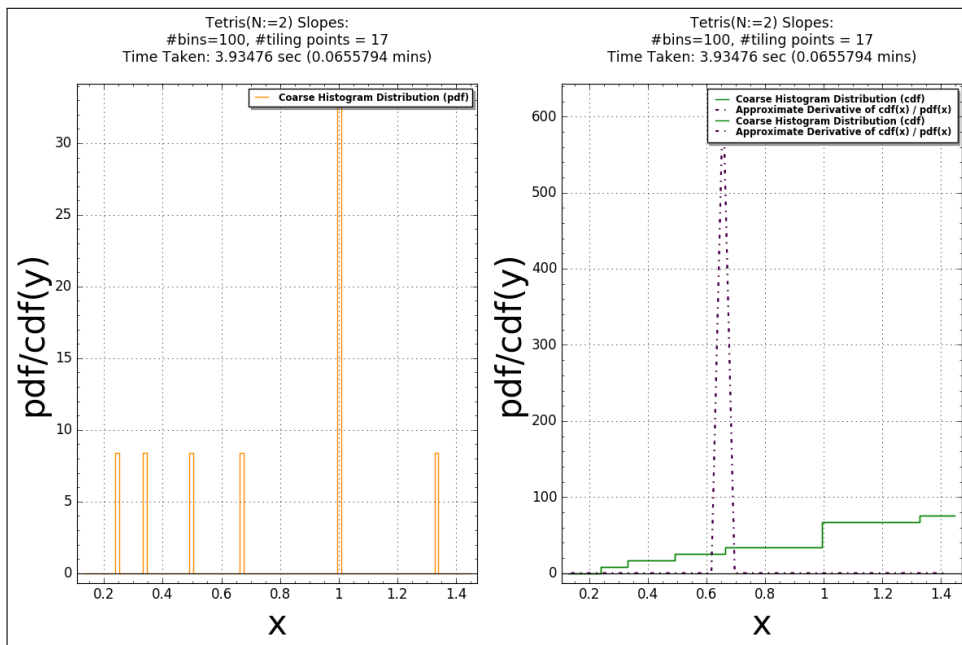 Tetris(N:=2) Slopes:
#bins=100, #tiling points = 17
Time Taken: 3.93476 sec (0.0655794 mins)
Coarse Histogram Distribution (pdf)
pdf/cdf(y)
30
25
20
15
10
5
0
0.2 0.4 0.6 0.8 1 1.2 1.4
x
Tetris(N:=2) Slopes:
#bins=100, #tiling points = 17
Time Taken: 3.93476 sec (0.0655794 mins)
Coarse Histogram Distribution (cdf)
Approximate Derivative of cdf(x) / pdf(x)
Coarse Histogram Distribution (cdf)
Approximate Derivative of cdf(x) / pdf(x)
pdf/cdf(y)
600
500
400
300
200
100
0
0.2 0.4 0.6 0.8 1 1.2 1.4
x